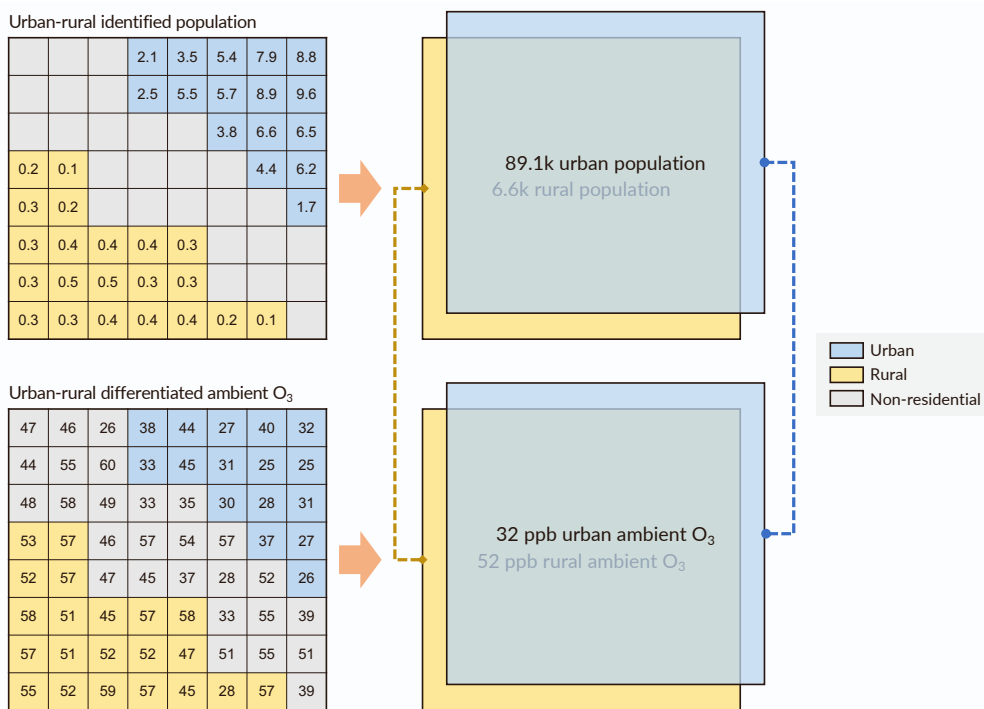 Urban-rural identified population
2.1 3.5 5.4 7.9 8.8
2.5 5.5 5.7 8.9 9.6
3.8 6.6 6.5
0.2 0.1 4.4 6.2
0.3 0.2 1.7
0.3 0.4 0.4 0.4 0.3
0.3 0.5 0.5 0.3 0.3
0.3 0.3 0.4 0.4 0.4 0.2 0.1
89.1k urban population
6.6k rural population
Urban
Rural
Non-residential
Urban-rural differentiated ambient O₃
47 46 26 38 44 27 40 32
44 55 60 33 45 31 25 25
48 58 49 33 35 30 28 31
53 57 46 57 54 57 37 27
52 57 47 45 37 28 52 26
58 51 45 57 58 33 55 39
57 51 52 52 47 51 55 51
55 52 59 57 45 28 57 39
32 ppb urban ambient O₃
52 ppb rural ambient O₃